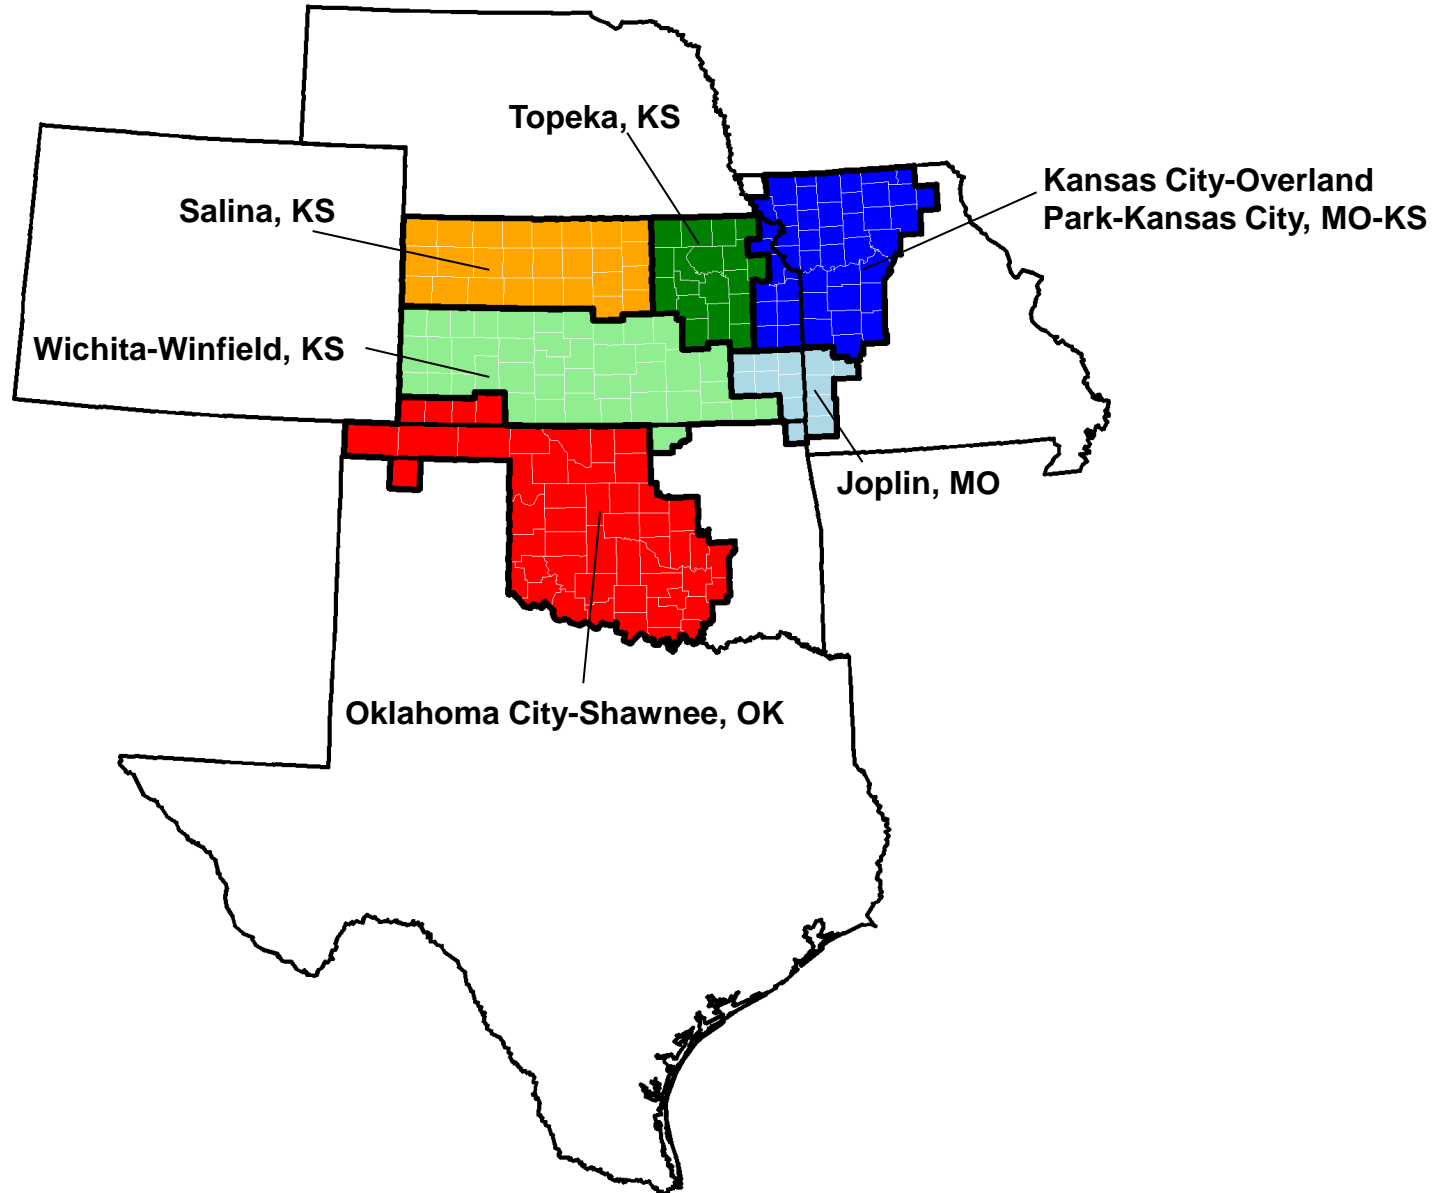 Topeka, KS
Kansas City-Overland
Park-Kansas City, MO-KS
Salina, KS
Wichita-Winfield, KS
Joplin, MO
Oklahoma City-Shawnee, OK